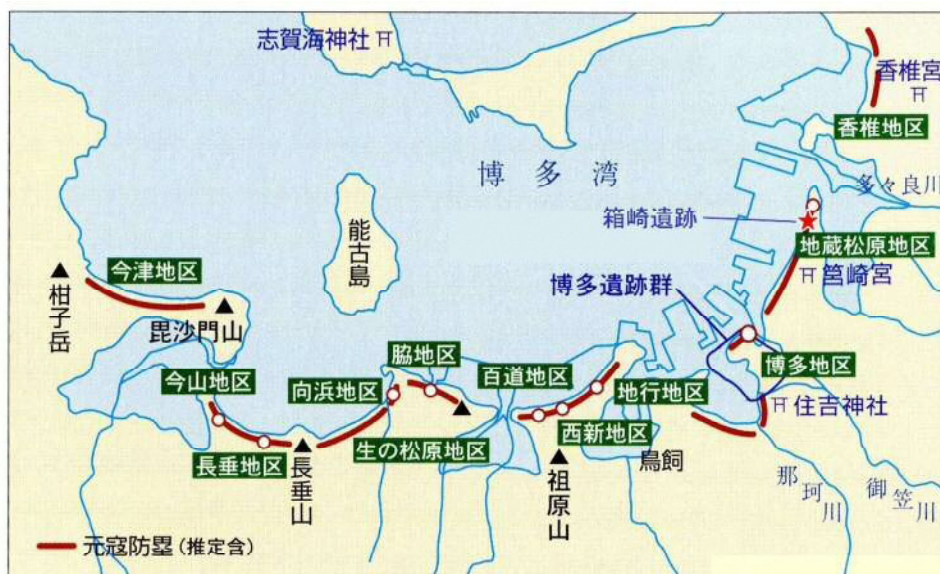 志賀海神社
香椎宮
香椎地区
博多湾
多々良川
箱崎遺跡
地蔵松原地区
筥崎宮
能古島
今津地区
柑子岳
毘沙門山
博多遺跡群
脇地区
百道地区
博多地区
今山地区
向浜地区
地行地区
住吉神社
長垂地区
生の松原地区
西新地区
鳥飼
長垂山
祖原山
那珂川
御笠川
元寇防塁(推定含)